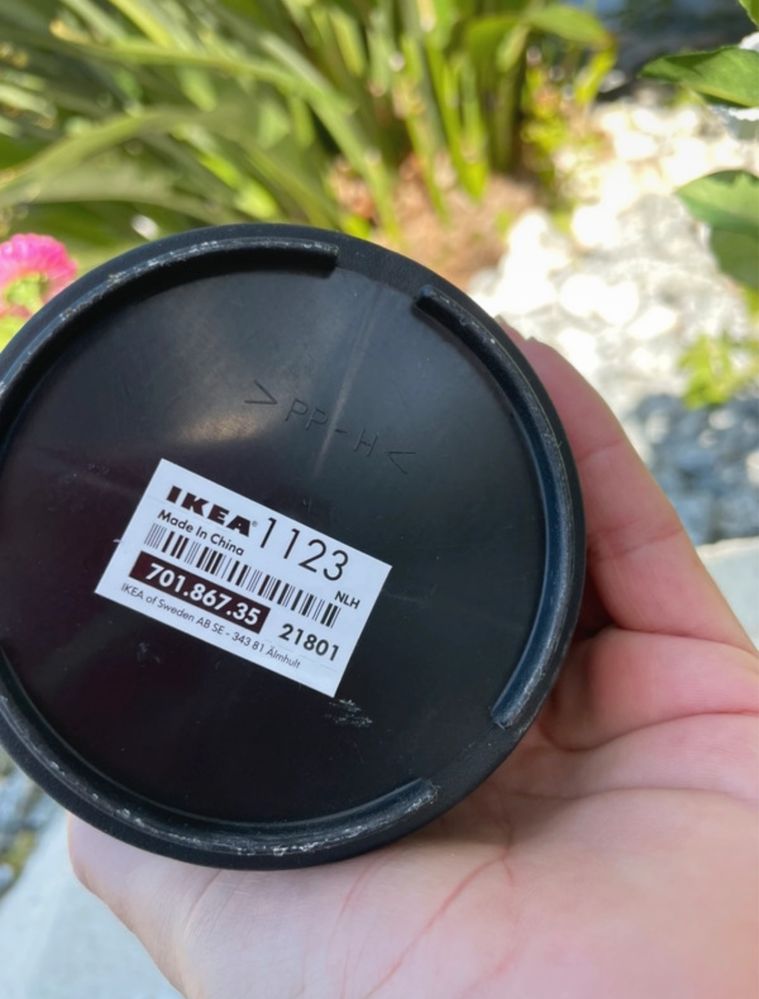 >PP-H<
IKEA® 1123
Made In China
NLH
701.867.35 21801
IKEA of Sweden AB SE - 343 81 Älmhult